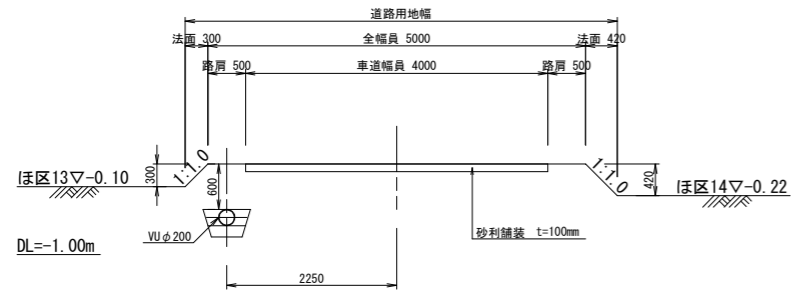 道路用地幅
法面 300
全幅員 5000
法面 420
路肩 500
車道幅員 4000
路肩 500
1:1.0
1:1.0
300
600
420
ほ区13▽-0.10
ほ区14▽-0.22
VUφ200
砂利舗装 t=100mm
DL=-1.00m
2250